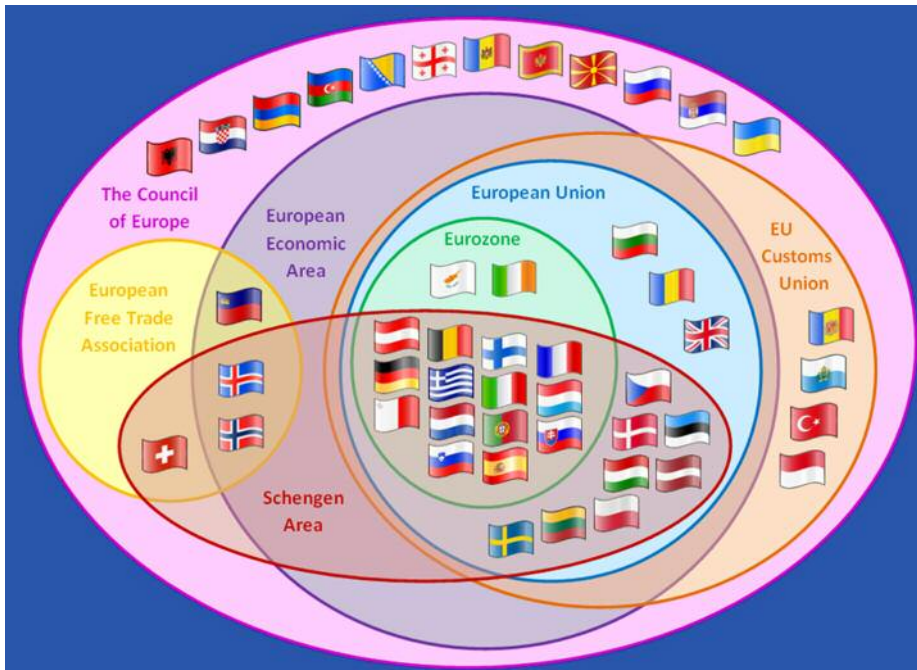 The Council
of Europe
European
Economic
Area
European Union
Eurozone
EU
Customs
Union
European
Free Trade
Association
Schengen
Area